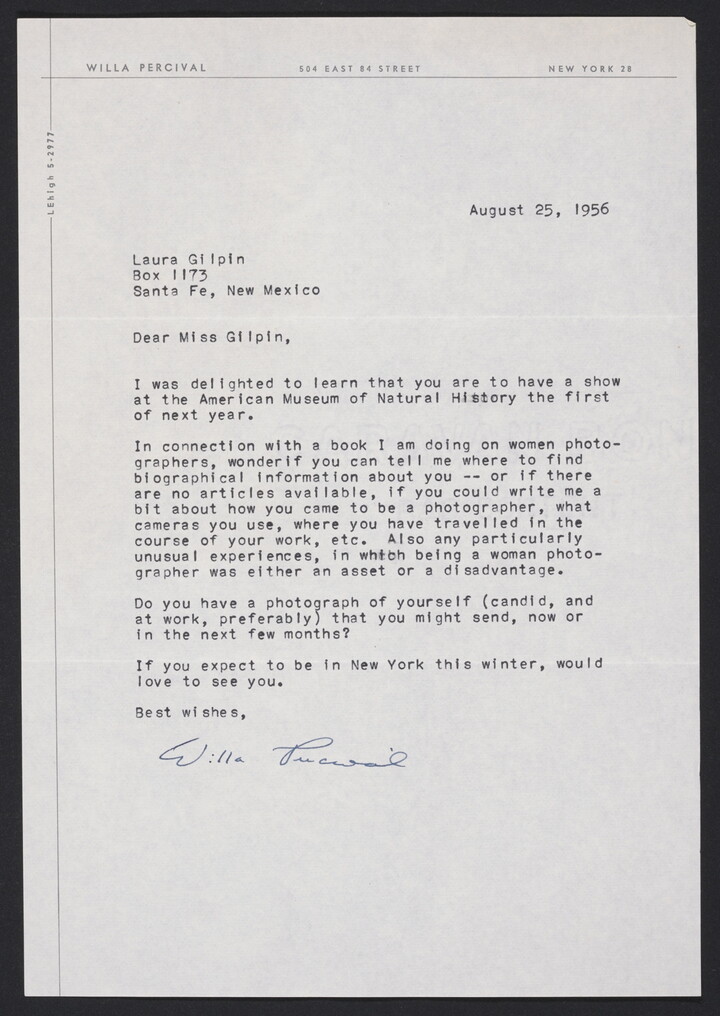 WILLA PERCIVAL 504 EAST 84 STREET NEW YORK 28
LEhigh 5-2977
August 25, 1956
Laura Gilpin
Box 1173
Santa Fe, New Mexico
Dear Miss Gilpin,
I was delighted to learn that you are to have a show
at the American Museum of Natural History the first
of next year.
In connection with a book I am doing on women photo-
graphers, wonderif you can tell me where to find
biographical information about you -- or if there
are no articles available, if you could write me a
bit about how you came to be a photographer, what
cameras you use, where you have travelled in the
course of your work, etc. Also any particularly
unusual experiences, in which being a woman photo-
grapher was either an asset or a disadvantage.
Do you have a photograph of yourself (candid, and
at work, preferably) that you might send, now or
in the next few months?
If you expect to be in New York this winter, would
love to see you.
Best wishes,
Willa Percival